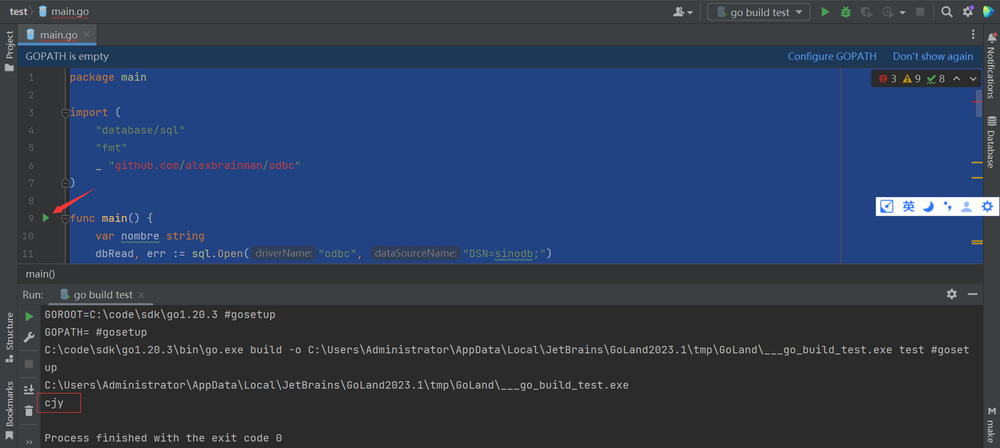 test main.go
go build test
Project
main.go
GOPATH is empty Configure GOPATH Don't show again
Notifications
3 9 8
1 package main
2
3 import (
4 "database/sql"
5 "fmt"
6 _ "github.com/alexbrainman/odbc"
7 )
8
9 func main() {
10 var nombre string
11 dbRead, err := sql.Open( driverName: "odbc", dataSourceName: "DSN=sinodb;")
Database
英
main()
Run: go build test
GOROOT=C:\code\sdk\go1.20.3 #gosetup
GOPATH= #gosetup
C:\code\sdk\go1.20.3\bin\go.exe build -o C:\Users\Administrator\AppData\Local\JetBrains\GoLand2023.1\tmp\GoLand\___go_build_test.exe test #goset
up
C:\Users\Administrator\AppData\Local\JetBrains\GoLand2023.1\tmp\GoLand\___go_build_test.exe
cjy
Process finished with the exit code 0
Structure
Bookmarks
M make